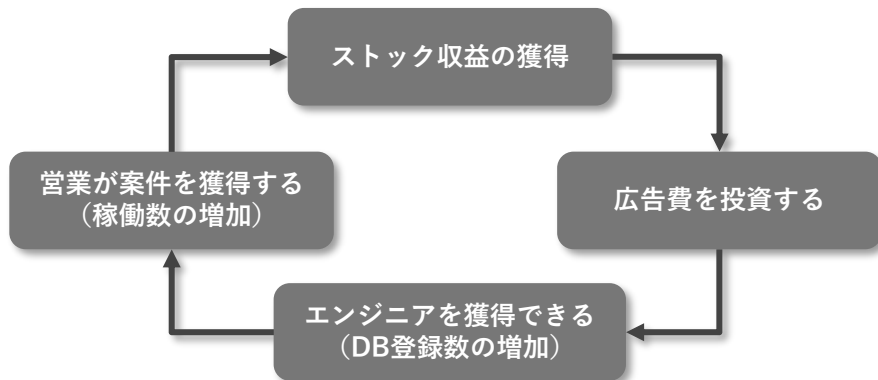 ストック収益の獲得
営業が案件を獲得する
（稼働数の増加）
広告費を投資する
エンジニアを獲得できる
（DB登録数の増加）